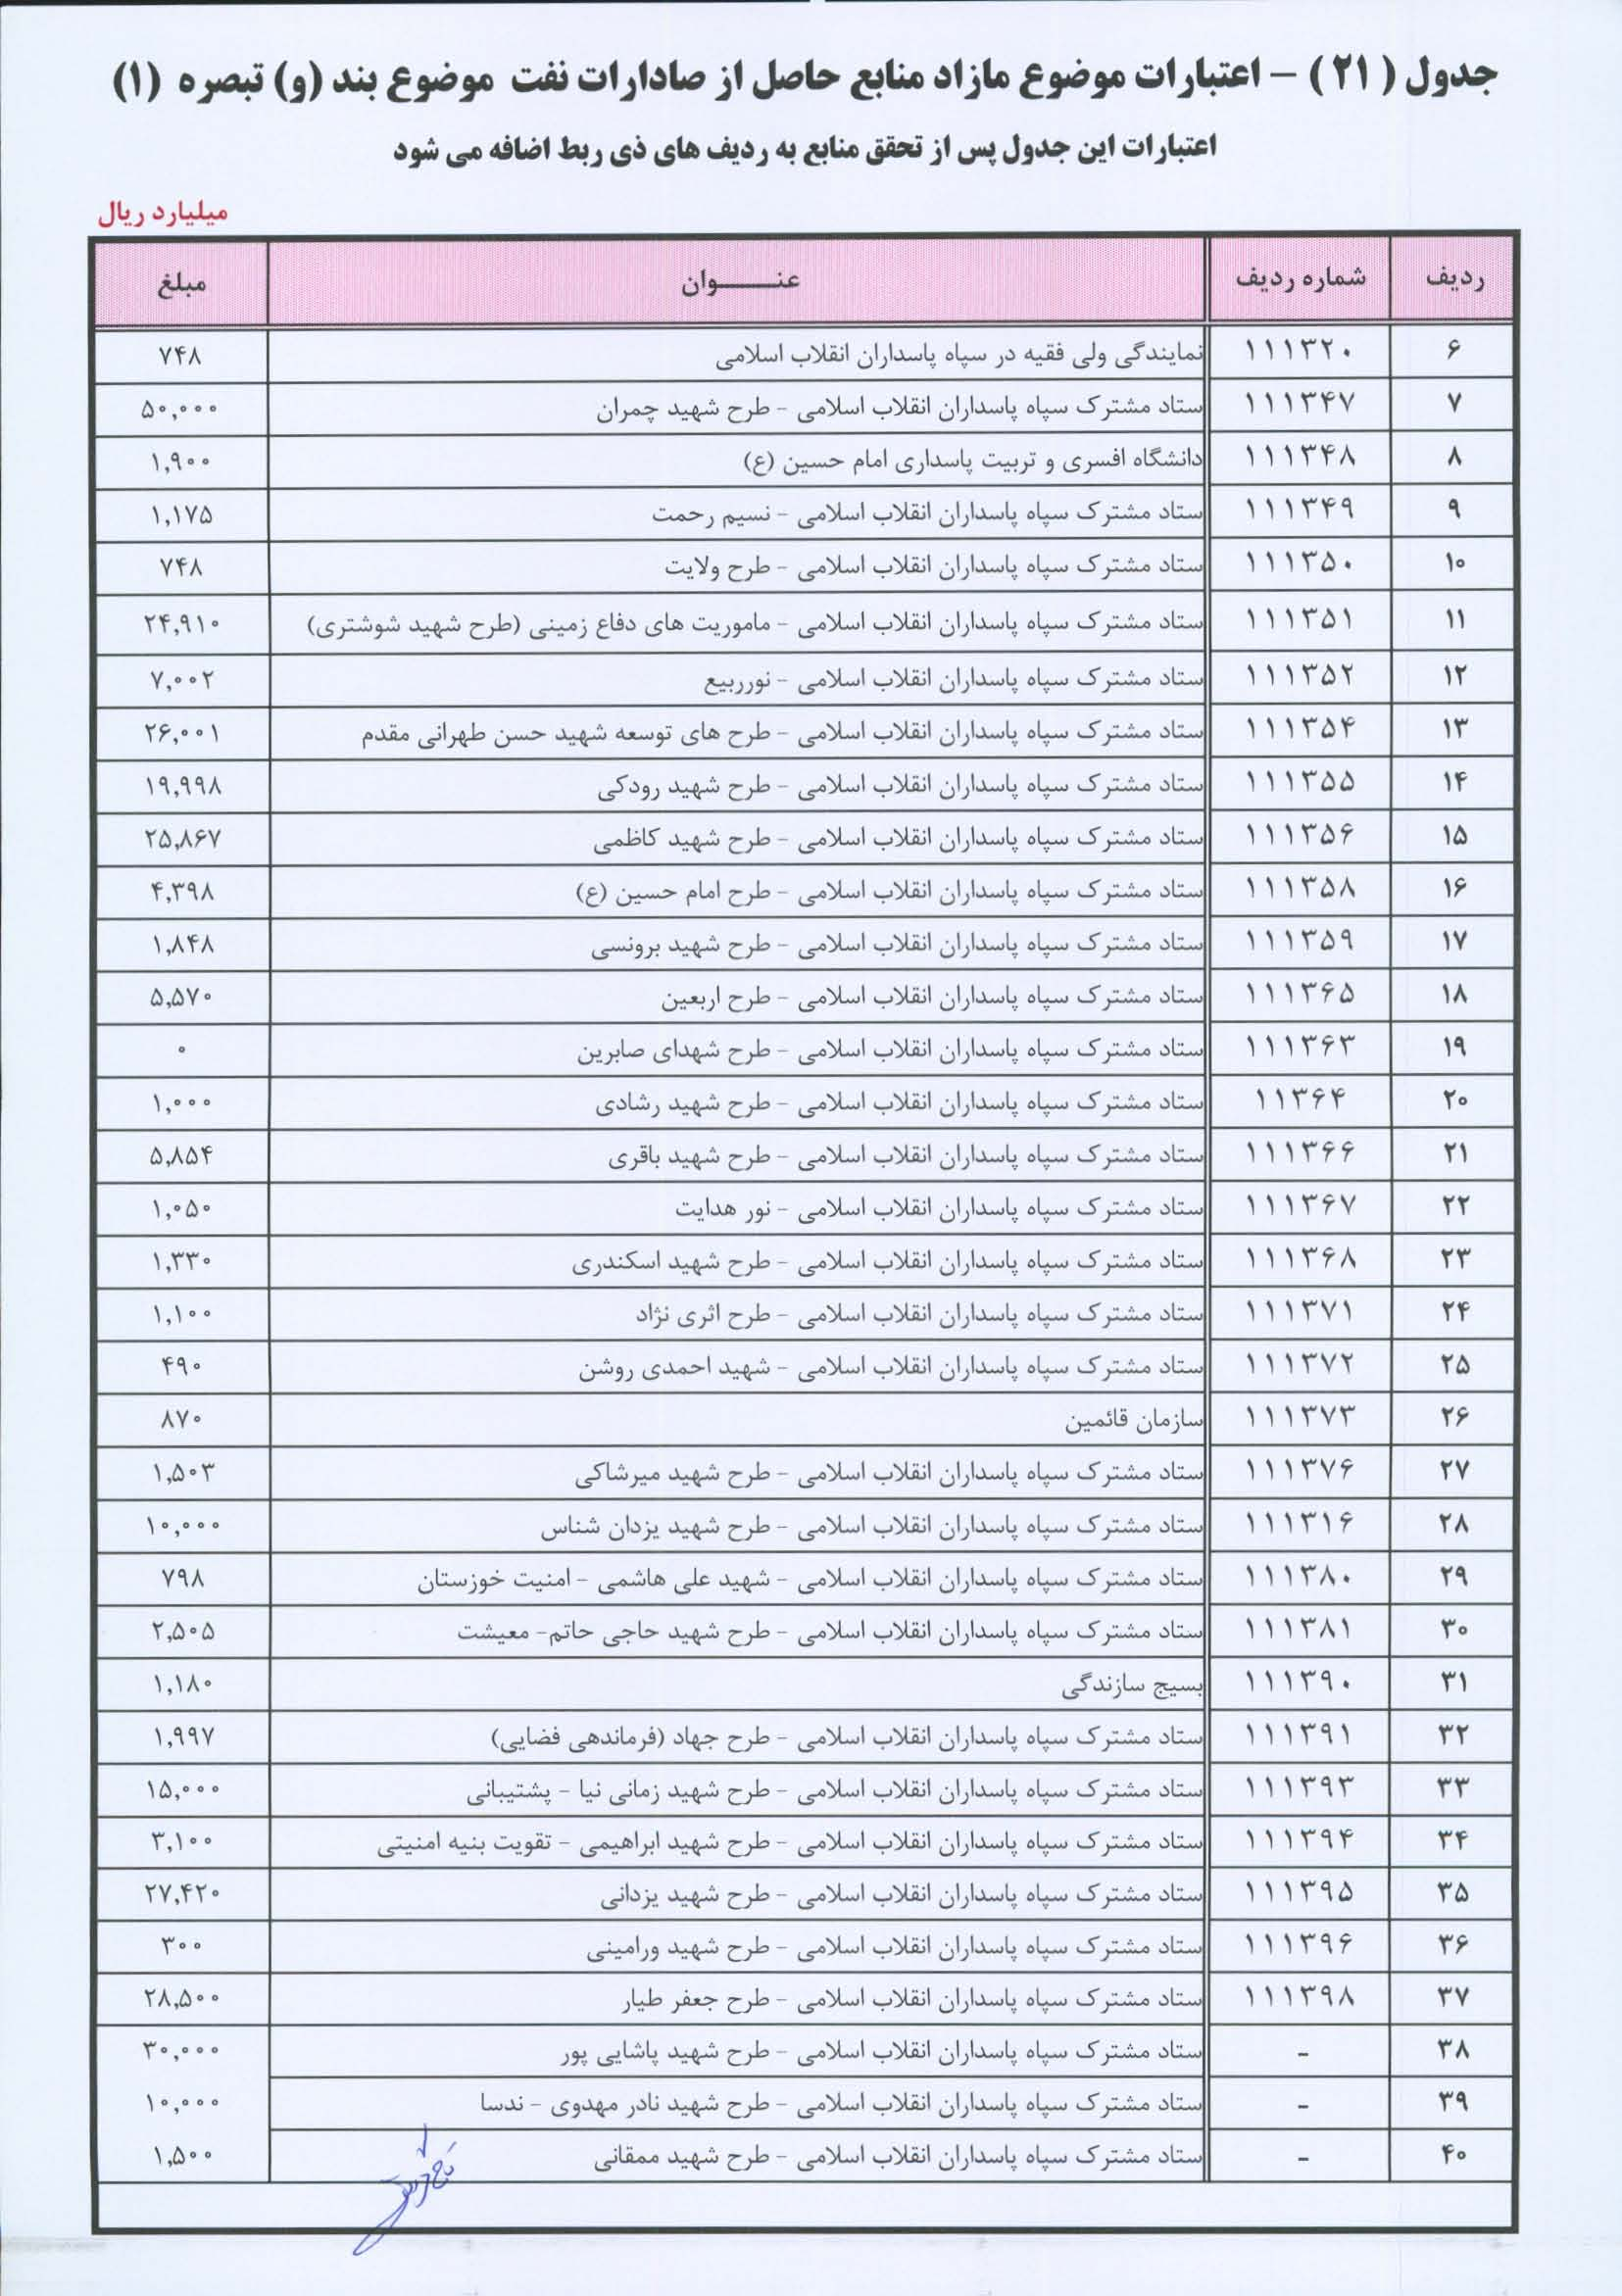 جدول (۲۱) – اعتبارات موضوع مازاد منابع حاصل از صادارات نفت موضوع بند (و) تبصره (۱)
اعتبارات این جدول پس از تحقق منابع به ردیف های ذی ربط اضافه می شود
میلیارد ریال
ردیف شماره ردیف عنـــــوان مبلغ
۶ ۱۱۱۳۲۰ نمایندگی ولی فقیه در سپاه پاسداران انقلاب اسلامی ۷۴۸
۷ ۱۱۱۳۴۷ ستاد مشترک سپاه پاسداران انقلاب اسلامی - طرح شهید چمران ۵۰,۰۰۰
۸ ۱۱۱۳۴۸ دانشگاه افسری و تربیت پاسداری امام حسین (ع) ۱,۹۰۰
۹ ۱۱۱۳۴۹ ستاد مشترک سپاه پاسداران انقلاب اسلامی - نسیم رحمت ۱,۱۷۵
۱۰ ۱۱۱۳۵۰ ستاد مشترک سپاه پاسداران انقلاب اسلامی - طرح ولایت ۷۴۸
۱۱ ۱۱۱۳۵۱ ستاد مشترک سپاه پاسداران انقلاب اسلامی - ماموریت های دفاع زمینی (طرح شهید شوشتری) ۲۴,۹۱۰
۱۲ ۱۱۱۳۵۲ ستاد مشترک سپاه پاسداران انقلاب اسلامی - نورربیع ۷,۰۰۲
۱۳ ۱۱۱۳۵۴ ستاد مشترک سپاه پاسداران انقلاب اسلامی - طرح های توسعه شهید حسن طهرانی مقدم ۲۶,۰۰۱
۱۴ ۱۱۱۳۵۵ ستاد مشترک سپاه پاسداران انقلاب اسلامی - طرح شهید رودکی ۱۹,۹۹۸
۱۵ ۱۱۱۳۵۶ ستاد مشترک سپاه پاسداران انقلاب اسلامی - طرح شهید کاظمی ۲۵,۸۶۷
۱۶ ۱۱۱۳۵۸ ستاد مشترک سپاه پاسداران انقلاب اسلامی - طرح امام حسین (ع) ۴,۳۹۸
۱۷ ۱۱۱۳۵۹ ستاد مشترک سپاه پاسداران انقلاب اسلامی - طرح شهید برونسی ۱,۸۴۸
۱۸ ۱۱۱۳۶۵ ستاد مشترک سپاه پاسداران انقلاب اسلامی - طرح اربعین ۵,۵۷۰
۱۹ ۱۱۱۳۶۳ ستاد مشترک سپاه پاسداران انقلاب اسلامی - طرح شهدای صابرین ۰
۲۰ ۱۱۳۶۴ ستاد مشترک سپاه پاسداران انقلاب اسلامی - طرح شهید رشادی ۱,۰۰۰
۲۱ ۱۱۱۳۶۶ ستاد مشترک سپاه پاسداران انقلاب اسلامی - طرح شهید باقری ۵,۸۵۴
۲۲ ۱۱۱۳۶۷ ستاد مشترک سپاه پاسداران انقلاب اسلامی - نور هدایت ۱,۰۵۰
۲۳ ۱۱۱۳۶۸ ستاد مشترک سپاه پاسداران انقلاب اسلامی - طرح شهید اسکندری ۱,۳۳۰
۲۴ ۱۱۱۳۷۱ ستاد مشترک سپاه پاسداران انقلاب اسلامی - طرح اثری نژاد ۱,۱۰۰
۲۵ ۱۱۱۳۷۲ ستاد مشترک سپاه پاسداران انقلاب اسلامی - شهید احمدی روشن ۴۹۰
۲۶ ۱۱۱۳۷۳ سازمان قائمین ۸۷۰
۲۷ ۱۱۱۳۷۶ ستاد مشترک سپاه پاسداران انقلاب اسلامی - طرح شهید میرشاکی ۱,۵۰۳
۲۸ ۱۱۱۳۱۶ ستاد مشترک سپاه پاسداران انقلاب اسلامی - طرح شهید یزدان شناس ۱۰,۰۰۰
۲۹ ۱۱۱۳۸۰ ستاد مشترک سپاه پاسداران انقلاب اسلامی - شهید علی هاشمی - امنیت خوزستان ۷۹۸
۳۰ ۱۱۱۳۸۱ ستاد مشترک سپاه پاسداران انقلاب اسلامی - طرح شهید حاجی حاتم- معیشت ۲,۵۰۵
۳۱ ۱۱۱۳۹۰ بسیج سازندگی ۱,۱۸۰
۳۲ ۱۱۱۳۹۱ ستاد مشترک سپاه پاسداران انقلاب اسلامی - طرح جهاد (فرماندهی فضایی) ۱,۹۹۷
۳۳ ۱۱۱۳۹۳ ستاد مشترک سپاه پاسداران انقلاب اسلامی - طرح شهید زمانی نیا - پشتیبانی ۱۵,۰۰۰
۳۴ ۱۱۱۳۹۴ ستاد مشترک سپاه پاسداران انقلاب اسلامی - طرح شهید ابراهیمی - تقویت بنیه امنیتی ۳,۱۰۰
۳۵ ۱۱۱۳۹۵ ستاد مشترک سپاه پاسداران انقلاب اسلامی - طرح شهید یزدانی ۲۷,۴۲۰
۳۶ ۱۱۱۳۹۶ ستاد مشترک سپاه پاسداران انقلاب اسلامی - طرح شهید ورامینی ۳۰۰
۳۷ ۱۱۱۳۹۸ ستاد مشترک سپاه پاسداران انقلاب اسلامی - طرح جعفر طیار ۲۸,۵۰۰
۳۸ - ستاد مشترک سپاه پاسداران انقلاب اسلامی - طرح شهید پاشایی پور ۳۰,۰۰۰
۳۹ - ستاد مشترک سپاه پاسداران انقلاب اسلامی - طرح شهید نادر مهدوی - ندسا ۱۰,۰۰۰
۴۰ - ستاد مشترک سپاه پاسداران انقلاب اسلامی - طرح شهید ممقانی ۱,۵۰۰